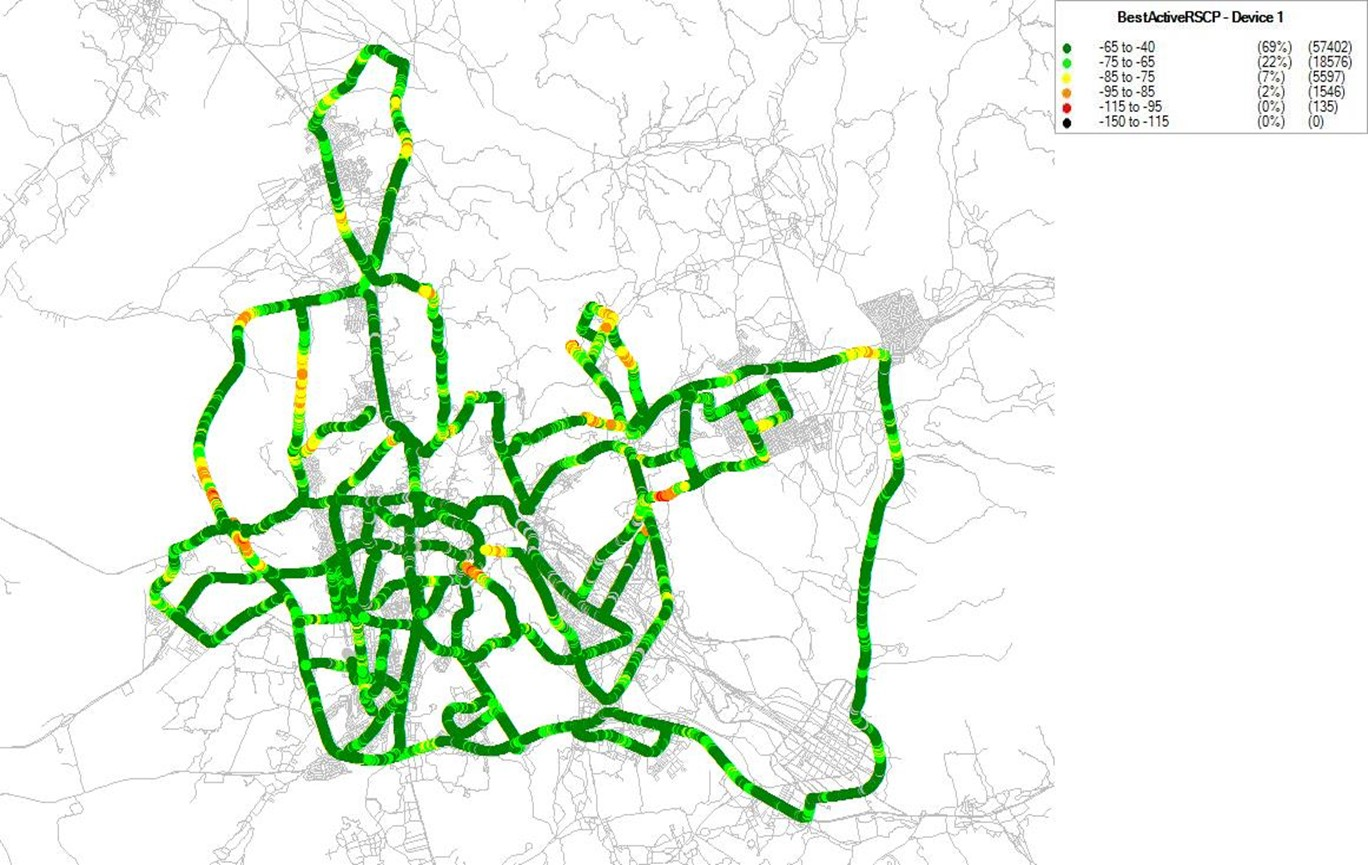 BestActiveRSCP - Device 1
-65 to -40 (69%) (57402)
-75 to -65 (22%) (18576)
-85 to -75 (7%) (5597)
-95 to -85 (2%) (1546)
-115 to -95 (0%) (135)
-150 to -115 (0%) (0)